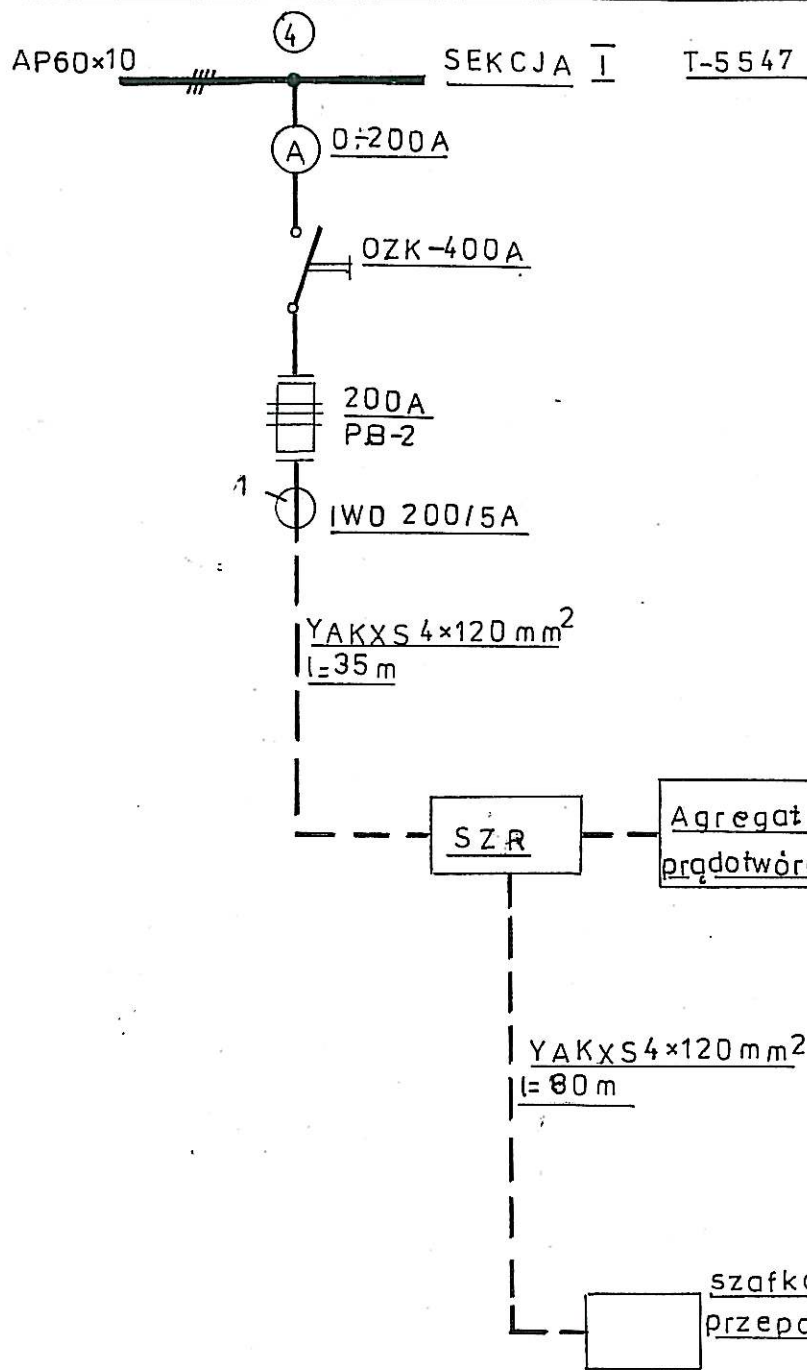 4
AP60×10
SEKCJA I
T-5547
A
0÷200A
OZK-400A
200A
PB-2
1
IWO 200/5A
YAKXS 4×120 mm²
l=35 m
SZR
Agregat
prądotwór
YAKXS 4×120 mm²
l=80 m
szafk
przep